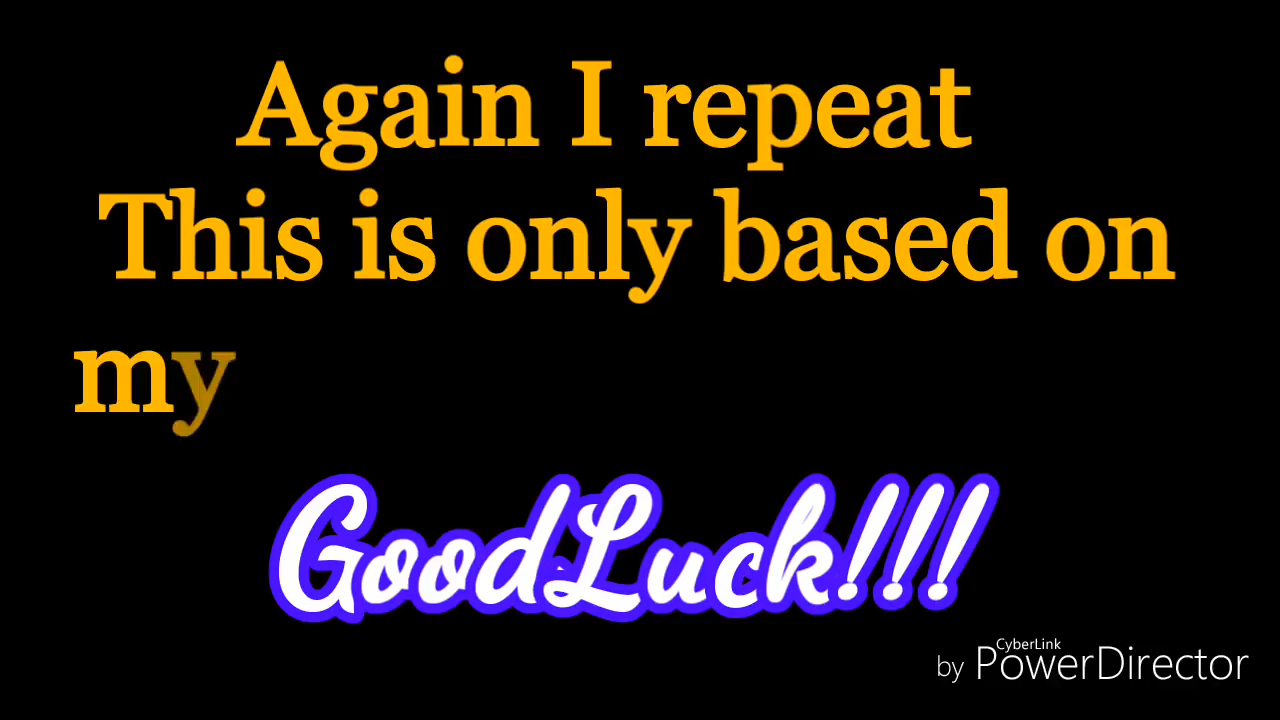 Again I repeat
This is only based on
my
GoodLuck!!!
CyberLink
by PowerDirector